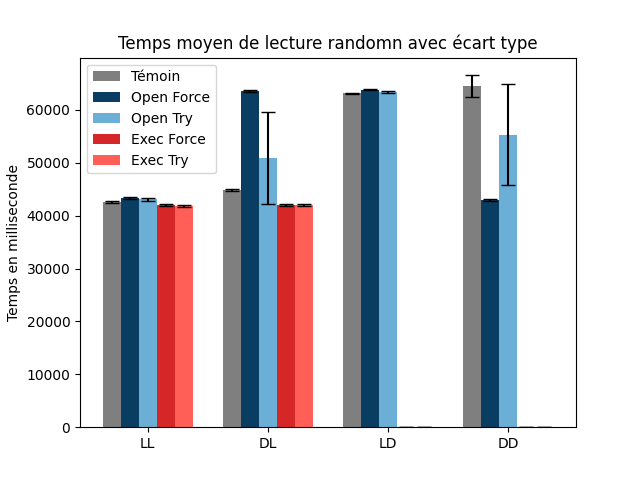 Temps moyen de lecture randomn avec écart type
Témoin
Open Force
Open Try
Exec Force
Exec Try
Temps en milliseconde
60000
50000
40000
30000
20000
10000
0
LL
DL
LD
DD